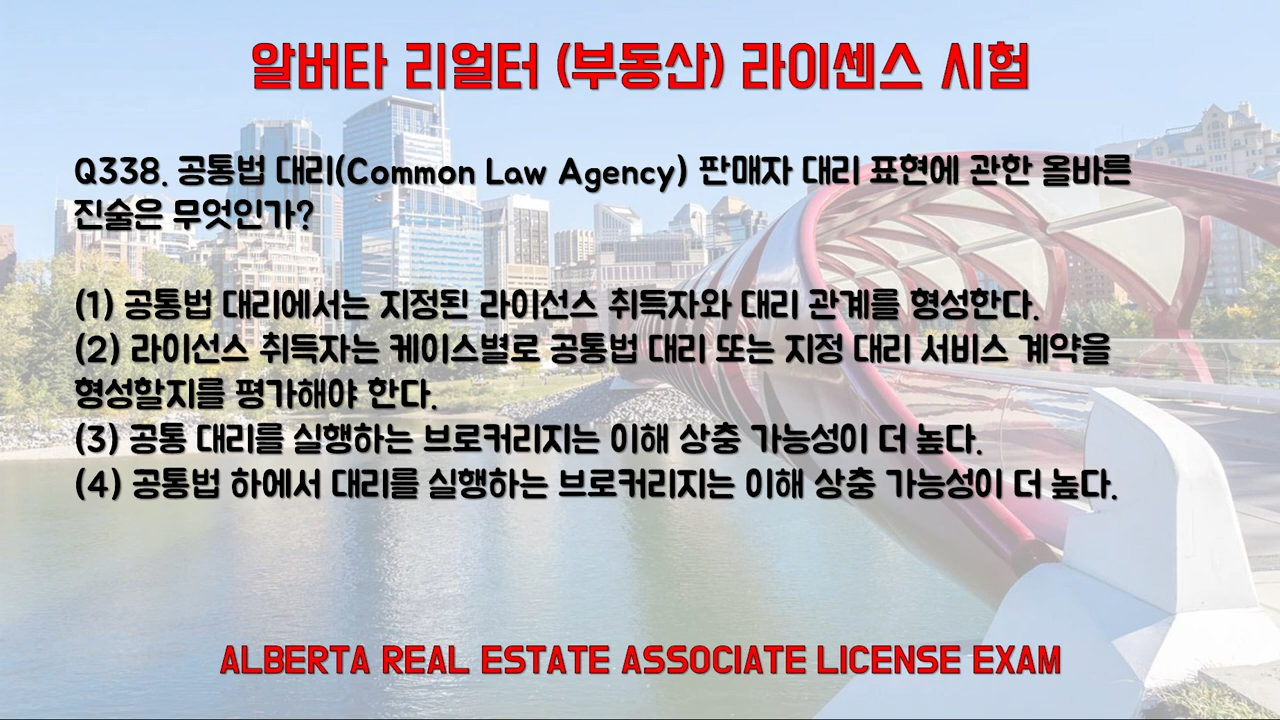 알버타 리얼터 (부동산) 라이센스 시험
Q338. 공통법 대리(Common Law Agency) 판매자 대리 표현에 관한 올바른
진술은 무엇인가?
(1) 공통법 대리에서는 지정된 라이선스 취득자와 대리 관계를 형성한다.
(2) 라이선스 취득자는 케이스별로 공통법 대리 또는 지정 대리 서비스 계약을
형성할지를 평가해야 한다.
(3) 공통 대리를 실행하는 브로커리지는 이해 상충 가능성이 더 높다.
(4) 공통법 하에서 대리를 실행하는 브로커리지는 이해 상충 가능성이 더 높다.
ALBERTA REAL ESTATE ASSOCIATE LICENSE EXAM